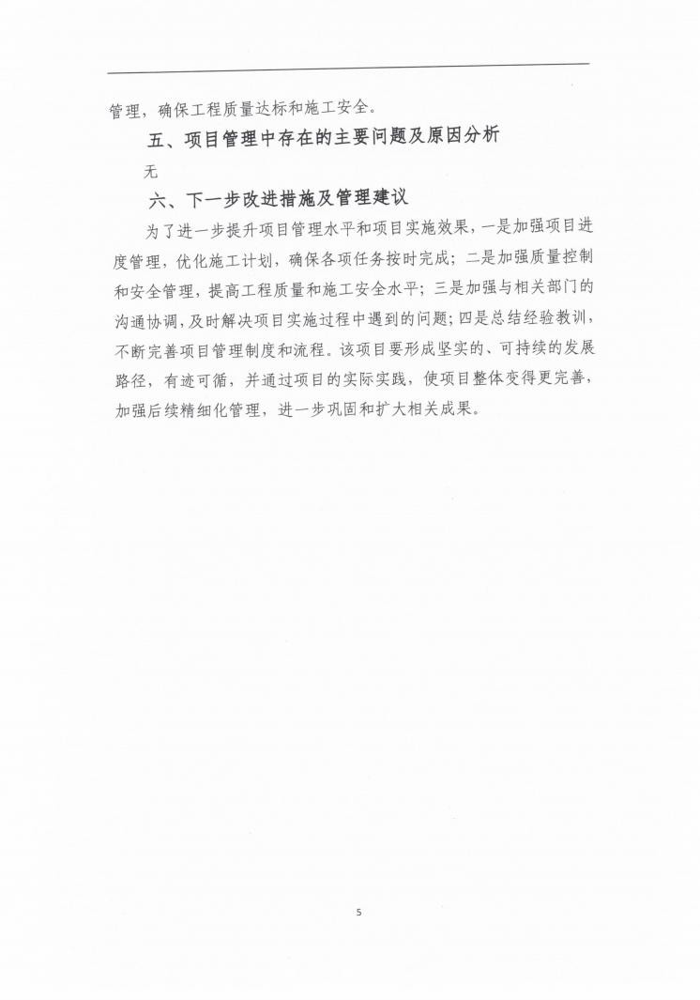 管理，确保工程质量达标和施工安全。
五、项目管理中存在的主要问题及原因分析
无
六、下一步改进措施及管理建议
为了进一步提升项目管理水平和项目实施效果，一是加强项目进
度管理，优化施工计划，确保各项任务按时完成；二是加强质量控制
和安全管理，提高工程质量和施工安全水平；三是加强与相关部门的
沟通协调，及时解决项目实施过程中遇到的问题；四是总结经验教训，
不断完善项目管理制度和流程。该项目要形成坚实的、可持续的发展
路径，有迹可循，并通过项目的实际实践，使项目整体变得更完善，
加强后续精细化管理，进一步巩固和扩大相关成果。
5